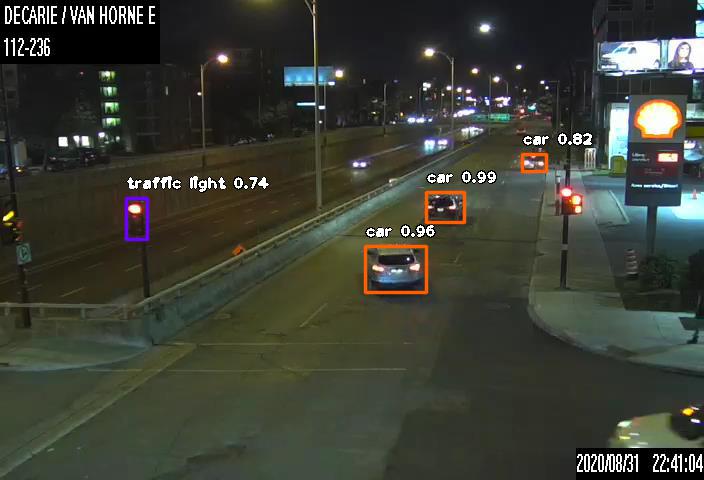 DECARIE / VAN HORNE E
112-236
car 0.82
car 0.99
traffic light 0.74
car 0.96
2020/08/31 22:41:04